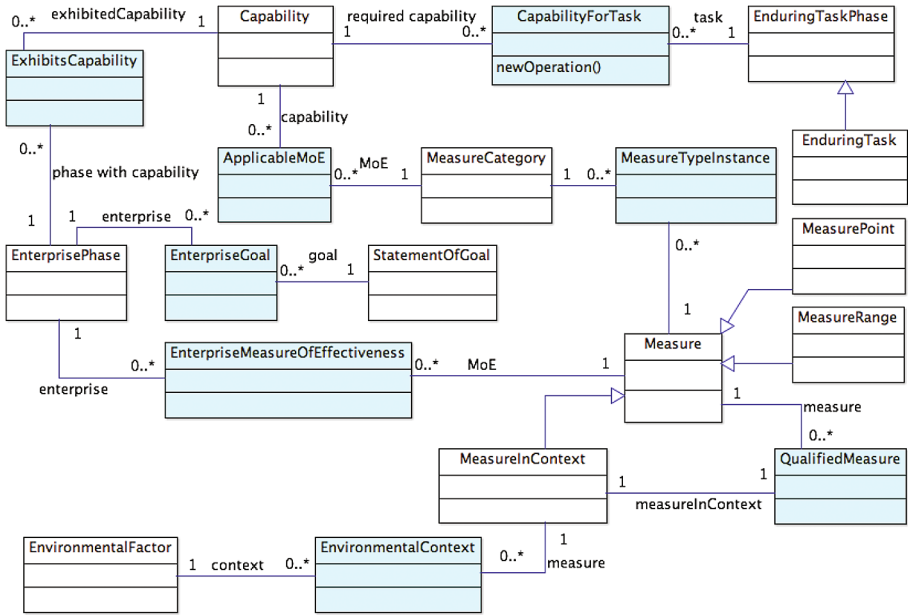 exhibitedCapability
0..*
1
Capability
required capability
1
0..*
CapabilityForTask
newOperation()
task
0..*
1
EnduringTaskPhase
ExhibitsCapability
1
0..*
capability
EnduringTask
0..*
phase with capability
1
ApplicableMoE
0..*
MoE
1
MeasureCategory
1
0..*
MeasureTypeInstance
1
enterprise
0..*
EnterprisePhase
EnterpriseGoal
0..*
goal
1
StatementOfGoal
0..*
1
MeasurePoint
MeasureRange
1
0..*
enterprise
EnterpriseMeasureOfEffectiveness
0..*
MoE
1
Measure
1
measure
0..*
MeasureInContext
1
1
measureInContext
QualifiedMeasure
EnvironmentalFactor
1
context
0..*
EnvironmentalContext
0..*
1
measure